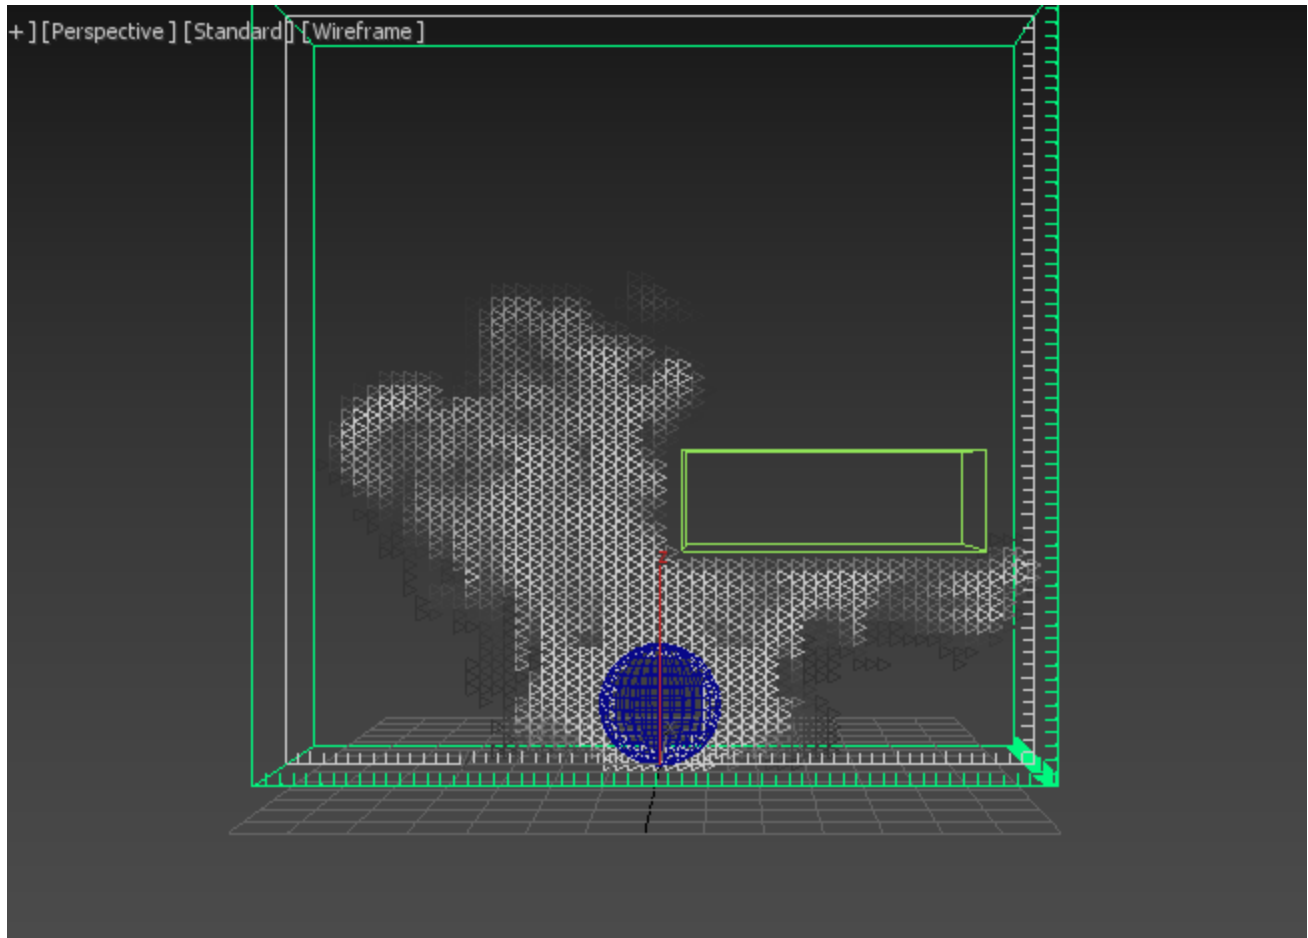 + ] [Perspective ] [Standard ] [Wireframe ]